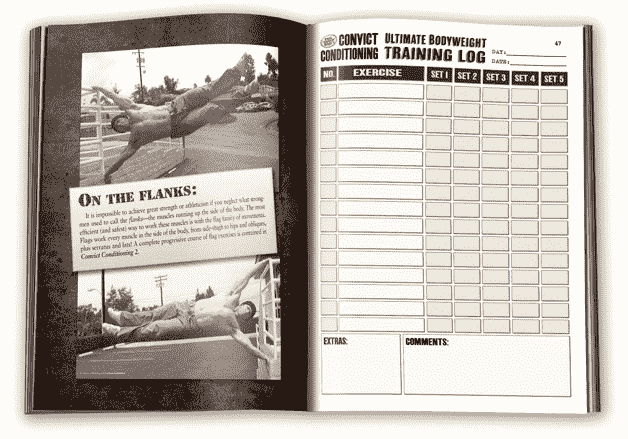 ON THE FLANKS:
It is impossible to achieve great strength or athleticism if you neglect what strong-
men used to call the flanks—the muscles running up the side of the body. The most
efficient (and safest) way to work these muscles is with the flag family of movements.
Flags work every muscle in the side of the body, from side-thigh to hips and obliques,
plus serratus and lats! A complete progressive course of flag exercises is contained in
Convict Conditioning 2.
CONVICT CONDITIONING
ULTIMATE BODYWEIGHT
TRAINING LOG
47
DAY:
DATE:
NO. EXERCISE SET 1 SET 2 SET 3 SET 4 SET 5
EXTRAS: COMMENTS: